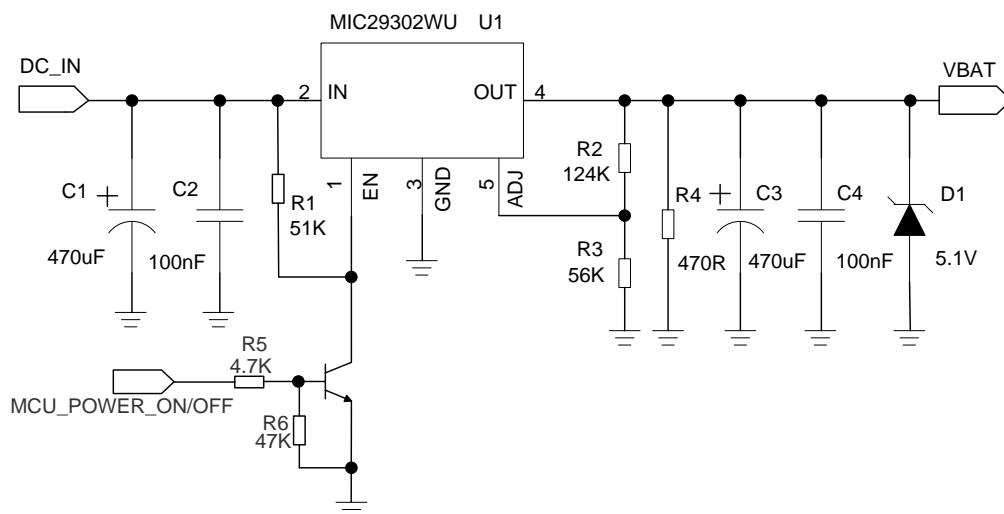 MIC29302WU U1
DC_IN
VBAT
2 IN
OUT 4
1 EN
3 GND
5 ADJ
R2
124K
C1 +
470uF
C2
100nF
R1
51K
R4
470R
+ C3
470uF
C4
100nF
D1
5.1V
R3
56K
R5
4.7K
MCU_POWER_ON/OFF
R6
47K